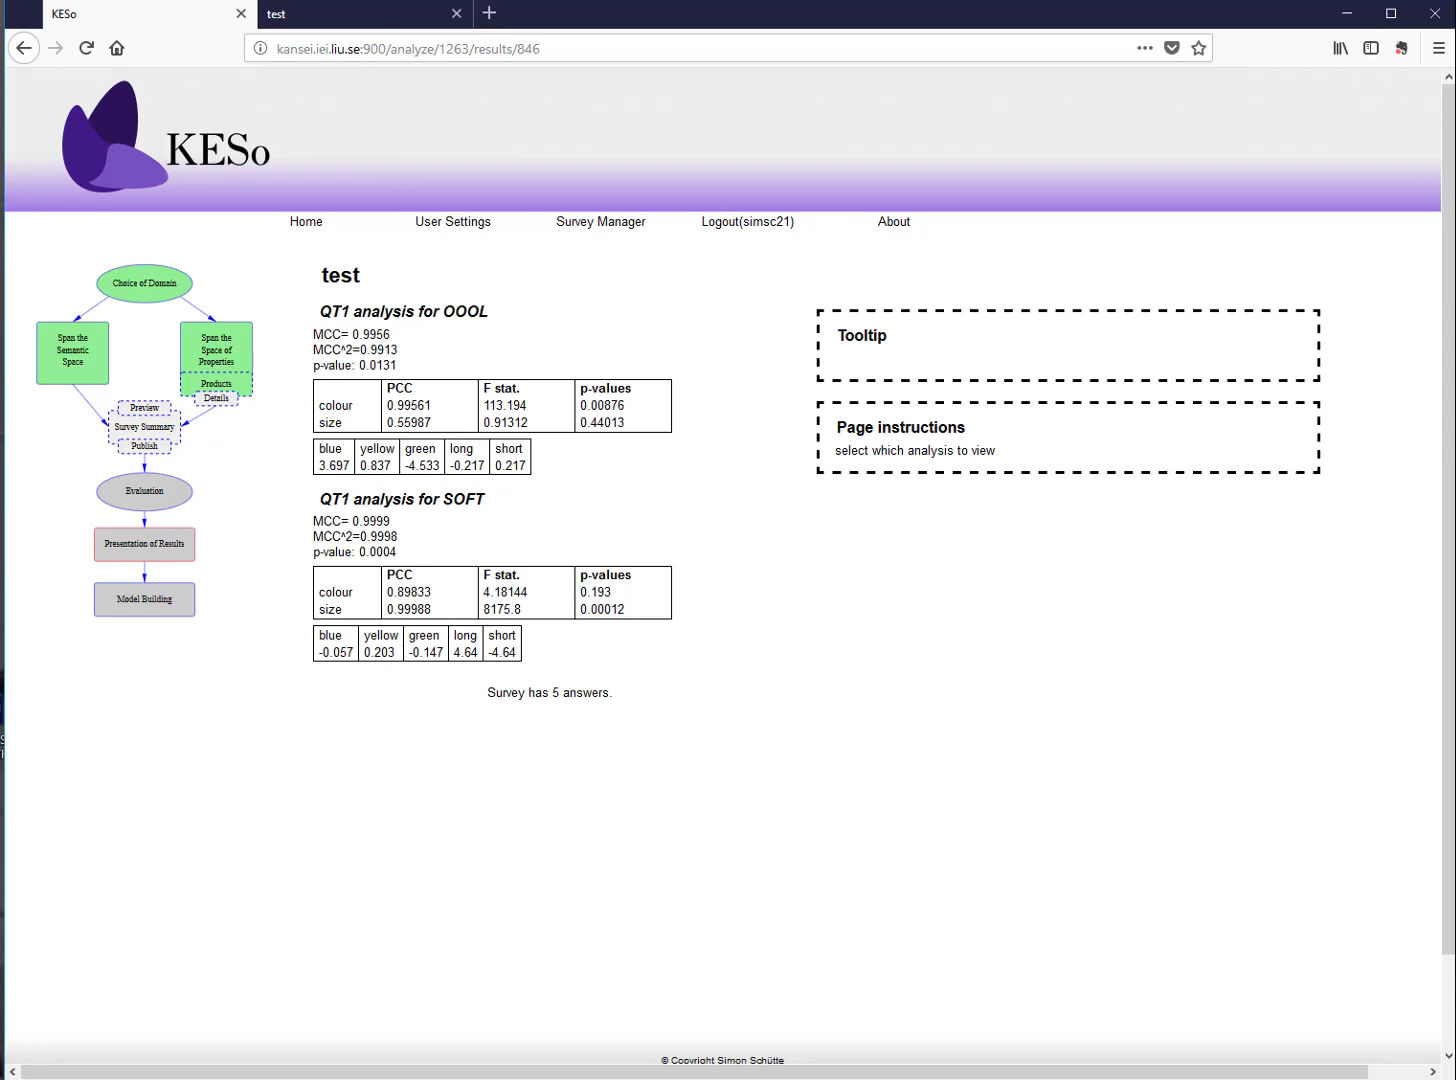 KESo
test
kansei.iei.liu.se:900/analyze/1263/results/846
KESo
Home User Settings Survey Manager Logout(simsc21) About
Choice of Domain
Span the
Semantic
Space
Span the
Space of
Properties
Products
Details
Preview
Survey Summary
Publish
Evaluation
Presentation of Results
Model Building
test
QT1 analysis for OOOL
MCC= 0.9956
MCC^2=0.9913
p-value: 0.0131
PCC F stat. p-values
colour 0.99561 113.194 0.00876
size 0.55987 0.91312 0.44013
blue yellow green long short
3.697 0.837 -4.533 -0.217 0.217
QT1 analysis for SOFT
MCC= 0.9999
MCC^2=0.9998
p-value: 0.0004
PCC F stat. p-values
colour 0.89833 4.18144 0.193
size 0.99988 8175.8 0.00012
blue yellow green long short
-0.057 0.203 -0.147 4.64 -4.64
Survey has 5 answers.
Tooltip
Page instructions
select which analysis to view
© Copyright Simon Schütte